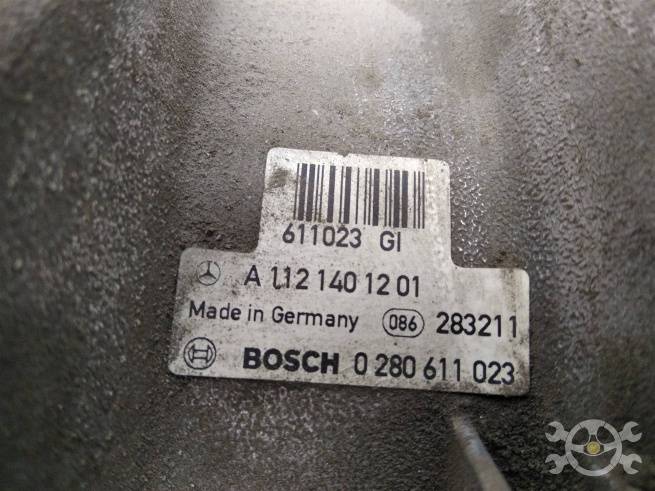 611023 GI
A 112 140 12 01
Made in Germany 086 283211
BOSCH 0 280 611 023